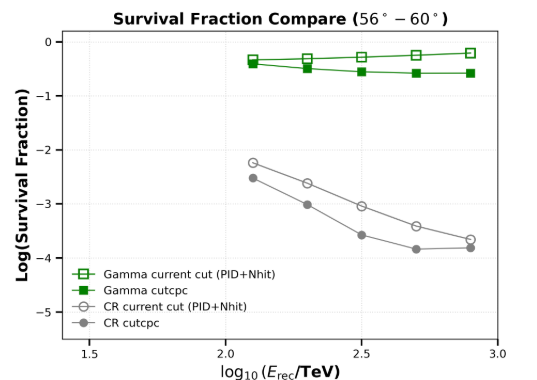 Survival Fraction Compare (56° − 60°)
Log(Survival Fraction)
0
−1
−2
−3
−4
−5
Gamma current cut (PID+Nhit)
Gamma cutcpc
CR current cut (PID+Nhit)
CR cutcpc
1.5 2.0 2.5 3.0
log₁₀ (E_rec/TeV)